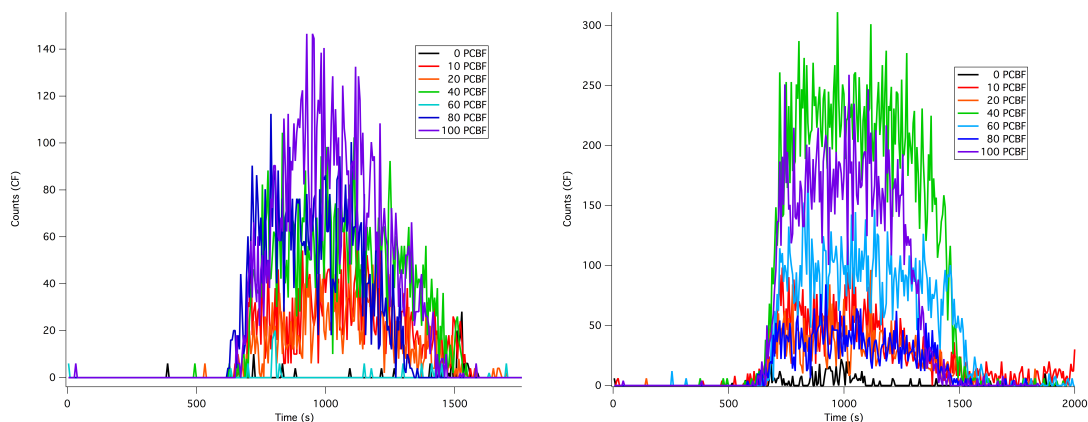 140
120
100
80
60
40
20
0
Counts (CF)
0 PCBF
10 PCBF
20 PCBF
40 PCBF
60 PCBF
80 PCBF
100 PCBF
0 500 1000 1500
Time (s)
300
250
200
150
100
50
0
Counts (CF)
0 PCBF
10 PCBF
20 PCBF
40 PCBF
60 PCBF
80 PCBF
100 PCBF
0 500 1000 1500 2000
Time (s)